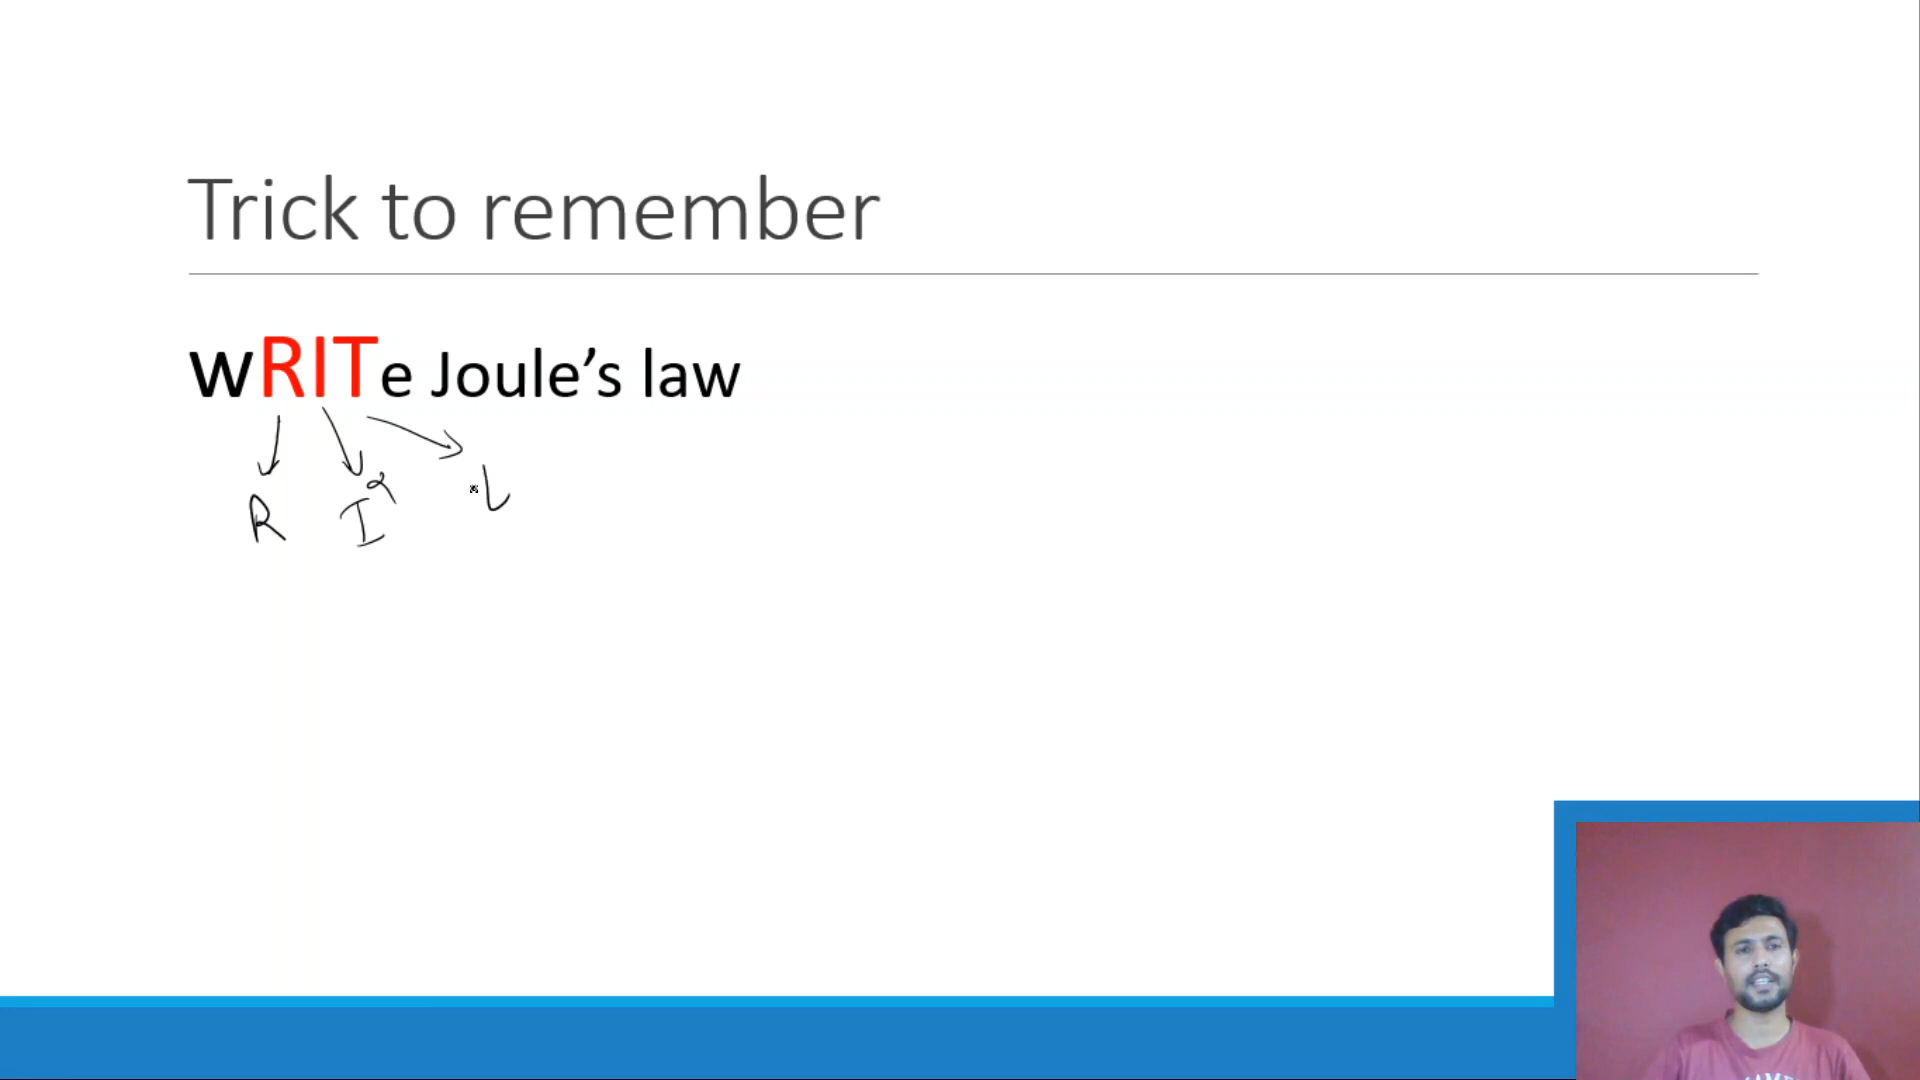 Trick to remember
wRITe Joule’s law
R I²